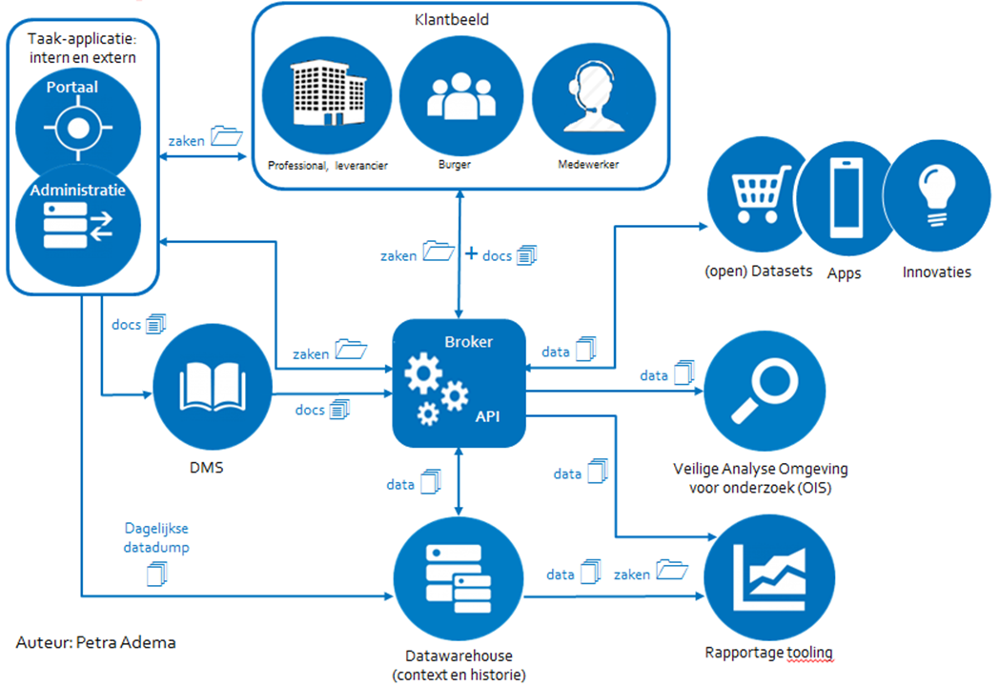 Klantbeeld
Taak-applicatie:
intern en extern
Portaal
Administratie
zaken
Professional, leverancier
Burger
Medewerker
zaken
+ docs
(open) Datasets
Apps
Innovaties
docs
zaken
docs
DMS
Broker
API
data
data
Veilige Analyse Omgeving
voor onderzoek (OIS)
data
data
Dagelijkse
datadump
data
zaken
Datawarehouse
(context en historie)
Rapportage tooling
Auteur: Petra Adema